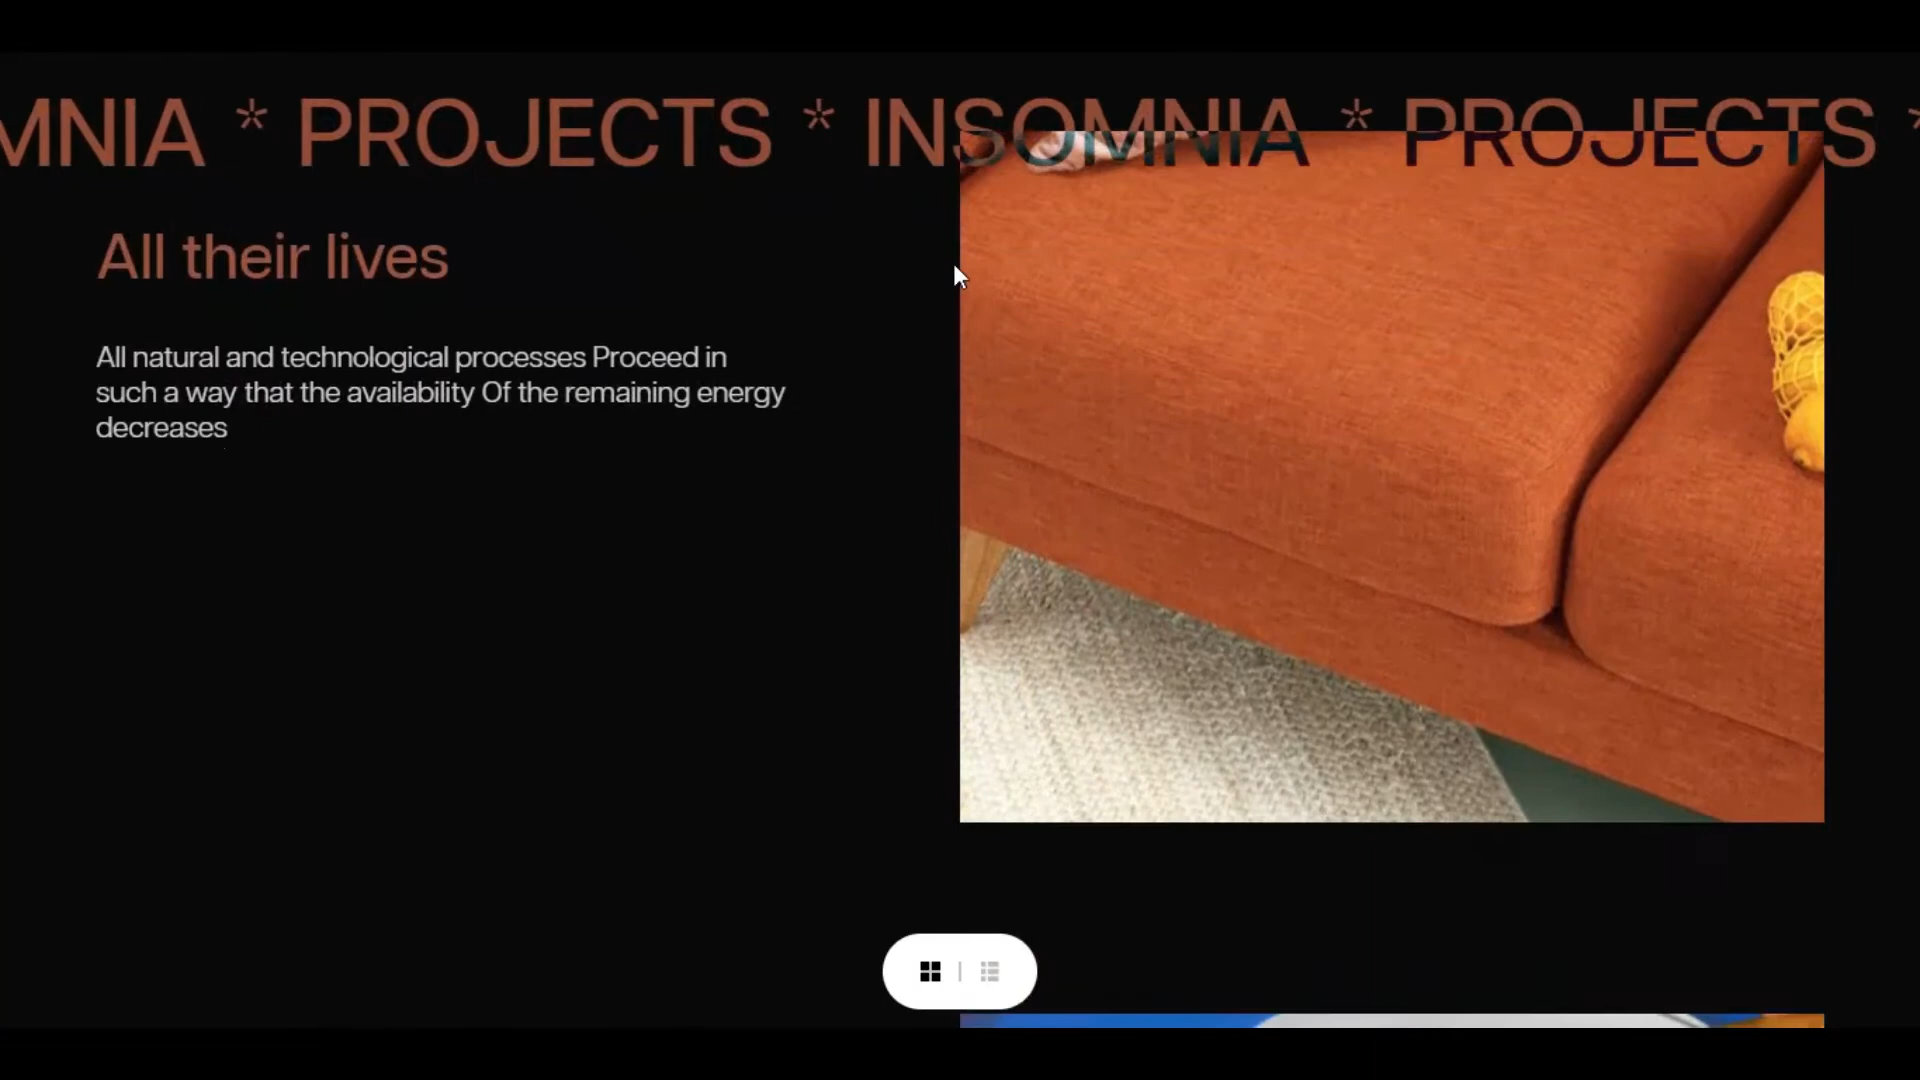 MNIA * PROJECTS * INSOMNIA * PROJECTS *
All their lives
All natural and technological processes Proceed in
such a way that the availability Of the remaining energy
decreases